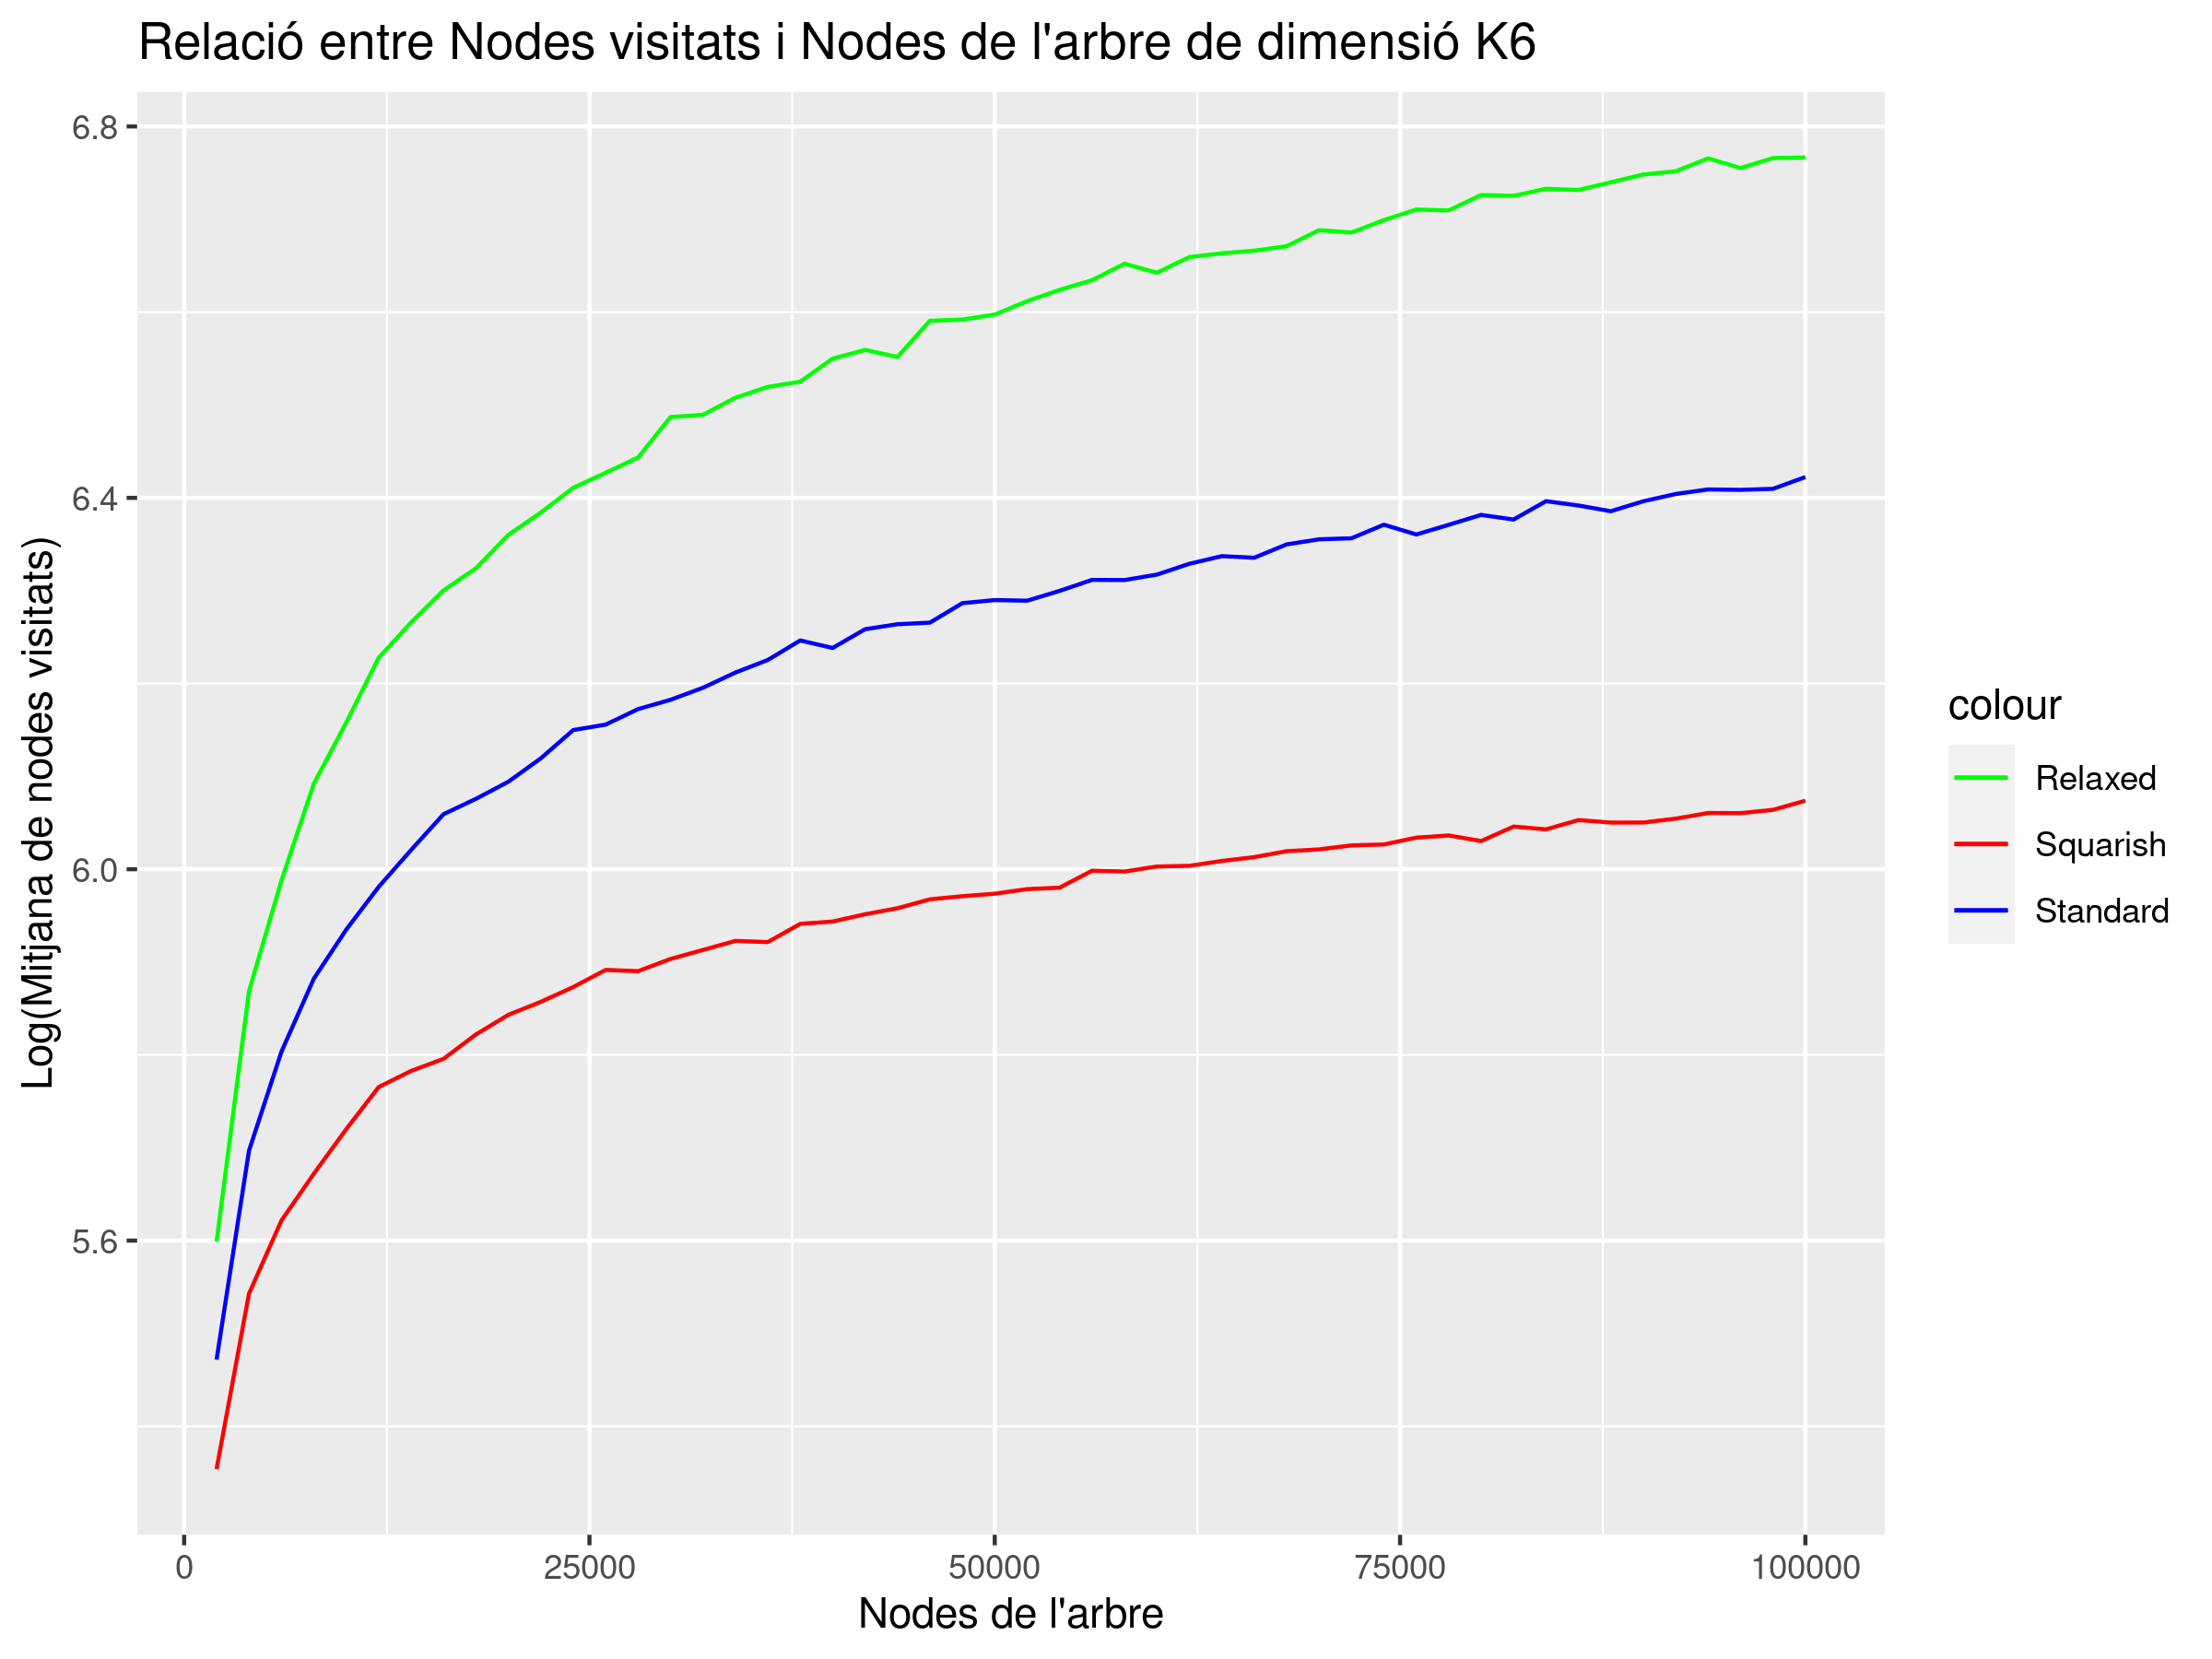 Relació entre Nodes visitats i Nodes de l'arbre de dimensió K6
Log(Mitjana de nodes visitats)
6.8
6.4
6.0
5.6
0 25000 50000 75000 100000
Nodes de l'arbre
colour
Relaxed
Squarish
Standard